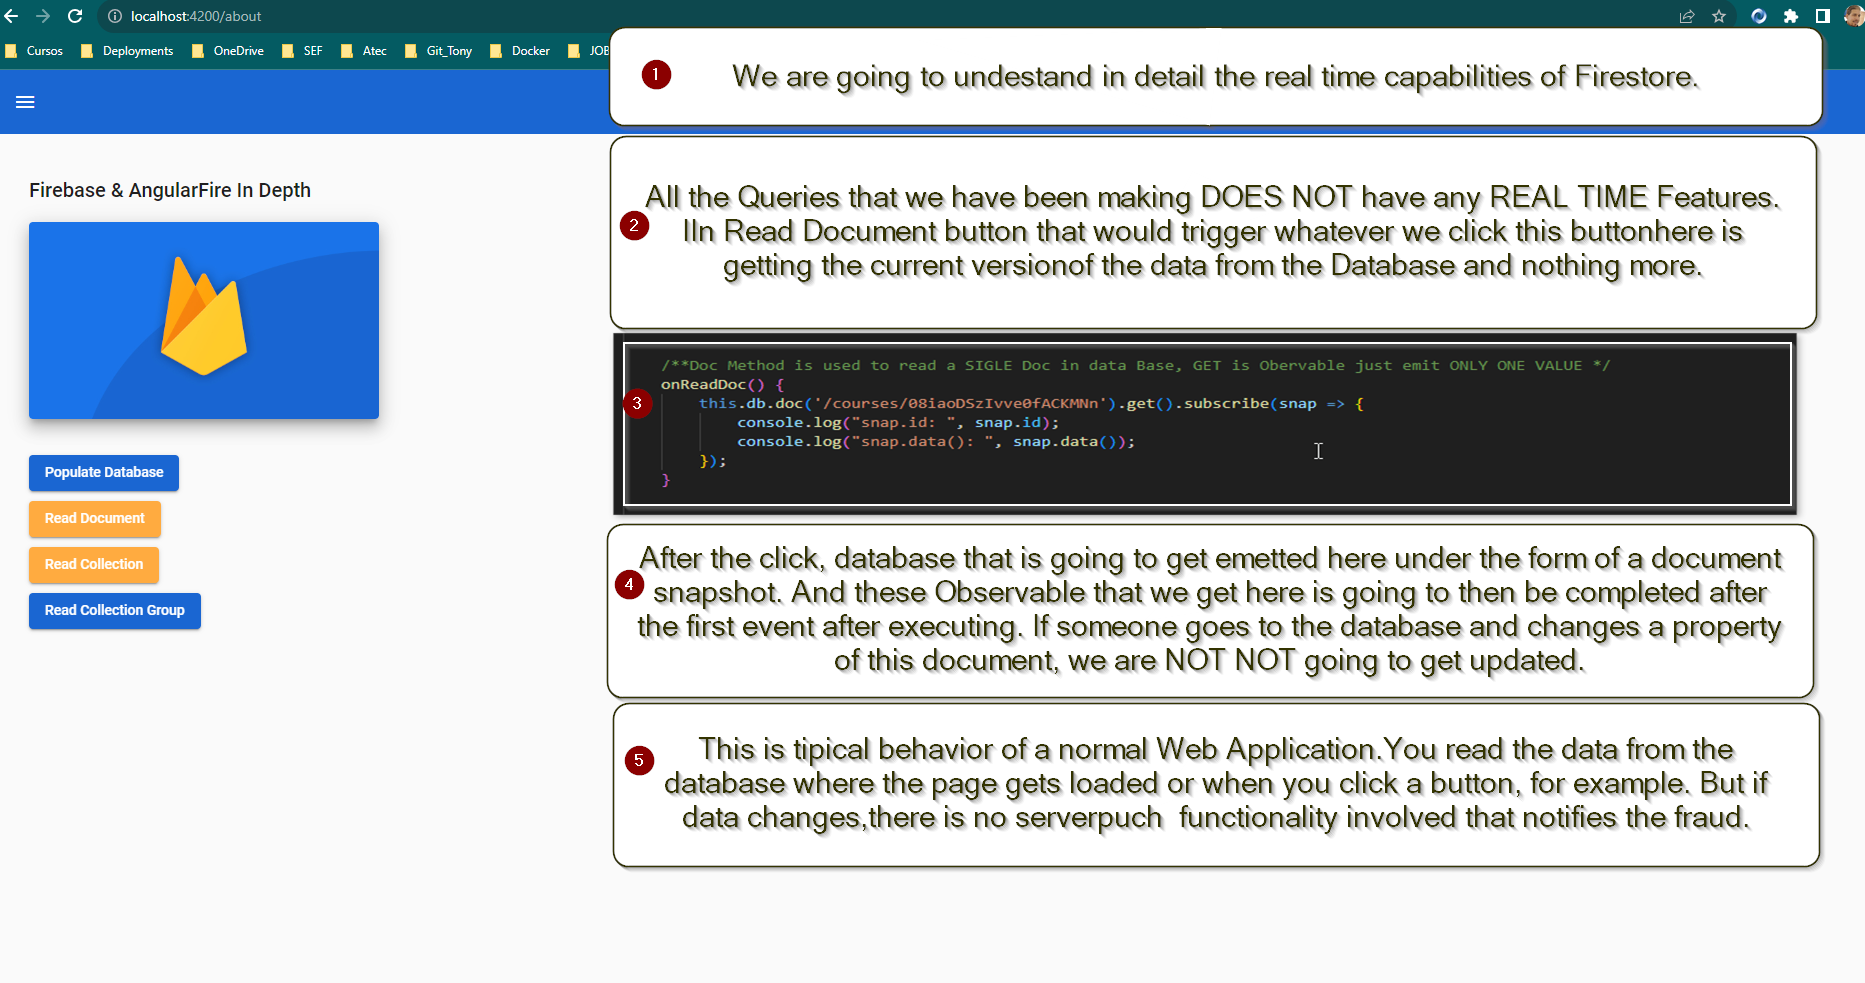 localhost:4200/about
Cursos Deployments OneDrive SEF Atec Git_Tony Docker JOB
Firebase & AngularFire In Depth
Populate Database
Read Document
Read Collection
Read Collection Group
1 We are going to undestand in detail the real time capabilities of Firestore.
2
All the Queries that we have been making DOES NOT have any REAL TIME Features.
IIn Read Document button that would trigger whatever we click this buttonhere is
getting the current versionof the data from the Database and nothing more.
3
/**Doc Method is used to read a SIGLE Doc in data Base, GET is Obervable just emit ONLY ONE VALUE */
onReadDoc() {
this.db.doc('/courses/08iaoDSzIvve0fACKMNn').get().subscribe(snap => {
console.log("snap.id: ", snap.id);
console.log("snap.data(): ", snap.data());
});
}
4
After the click, database that is going to get emetted here under the form of a document
snapshot. And these Observable that we get here is going to then be completed after
the first event after executing. If someone goes to the database and changes a property
of this document, we are NOT NOT going to get updated.
5
This is tipical behavior of a normal Web Application.You read the data from the
database where the page gets loaded or when you click a button, for example. But if
data changes,there is no serverpuch functionality involved that notifies the fraud.